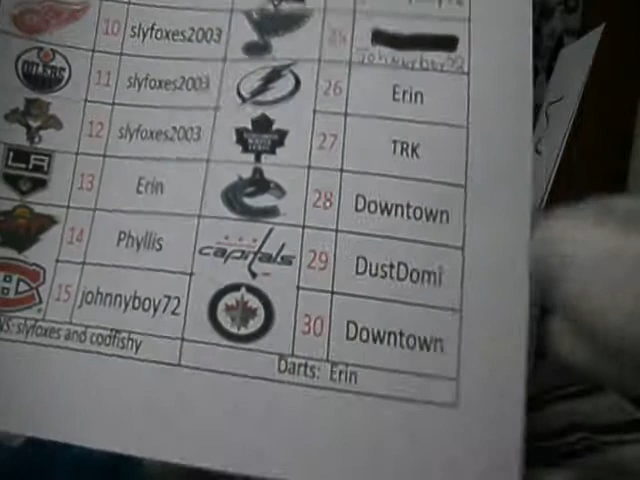 10 slyfoxes2003
OILERS 11 slyfoxes2003 26 Erin
12 slyfoxes2003 27 TRK
LA 13 Erin 28 Downtown
14 Phyllis capitals 29 DustDomi
15 johnnyboy72 30 Downtown
slyfoxes and codfishy
Darts: Erin